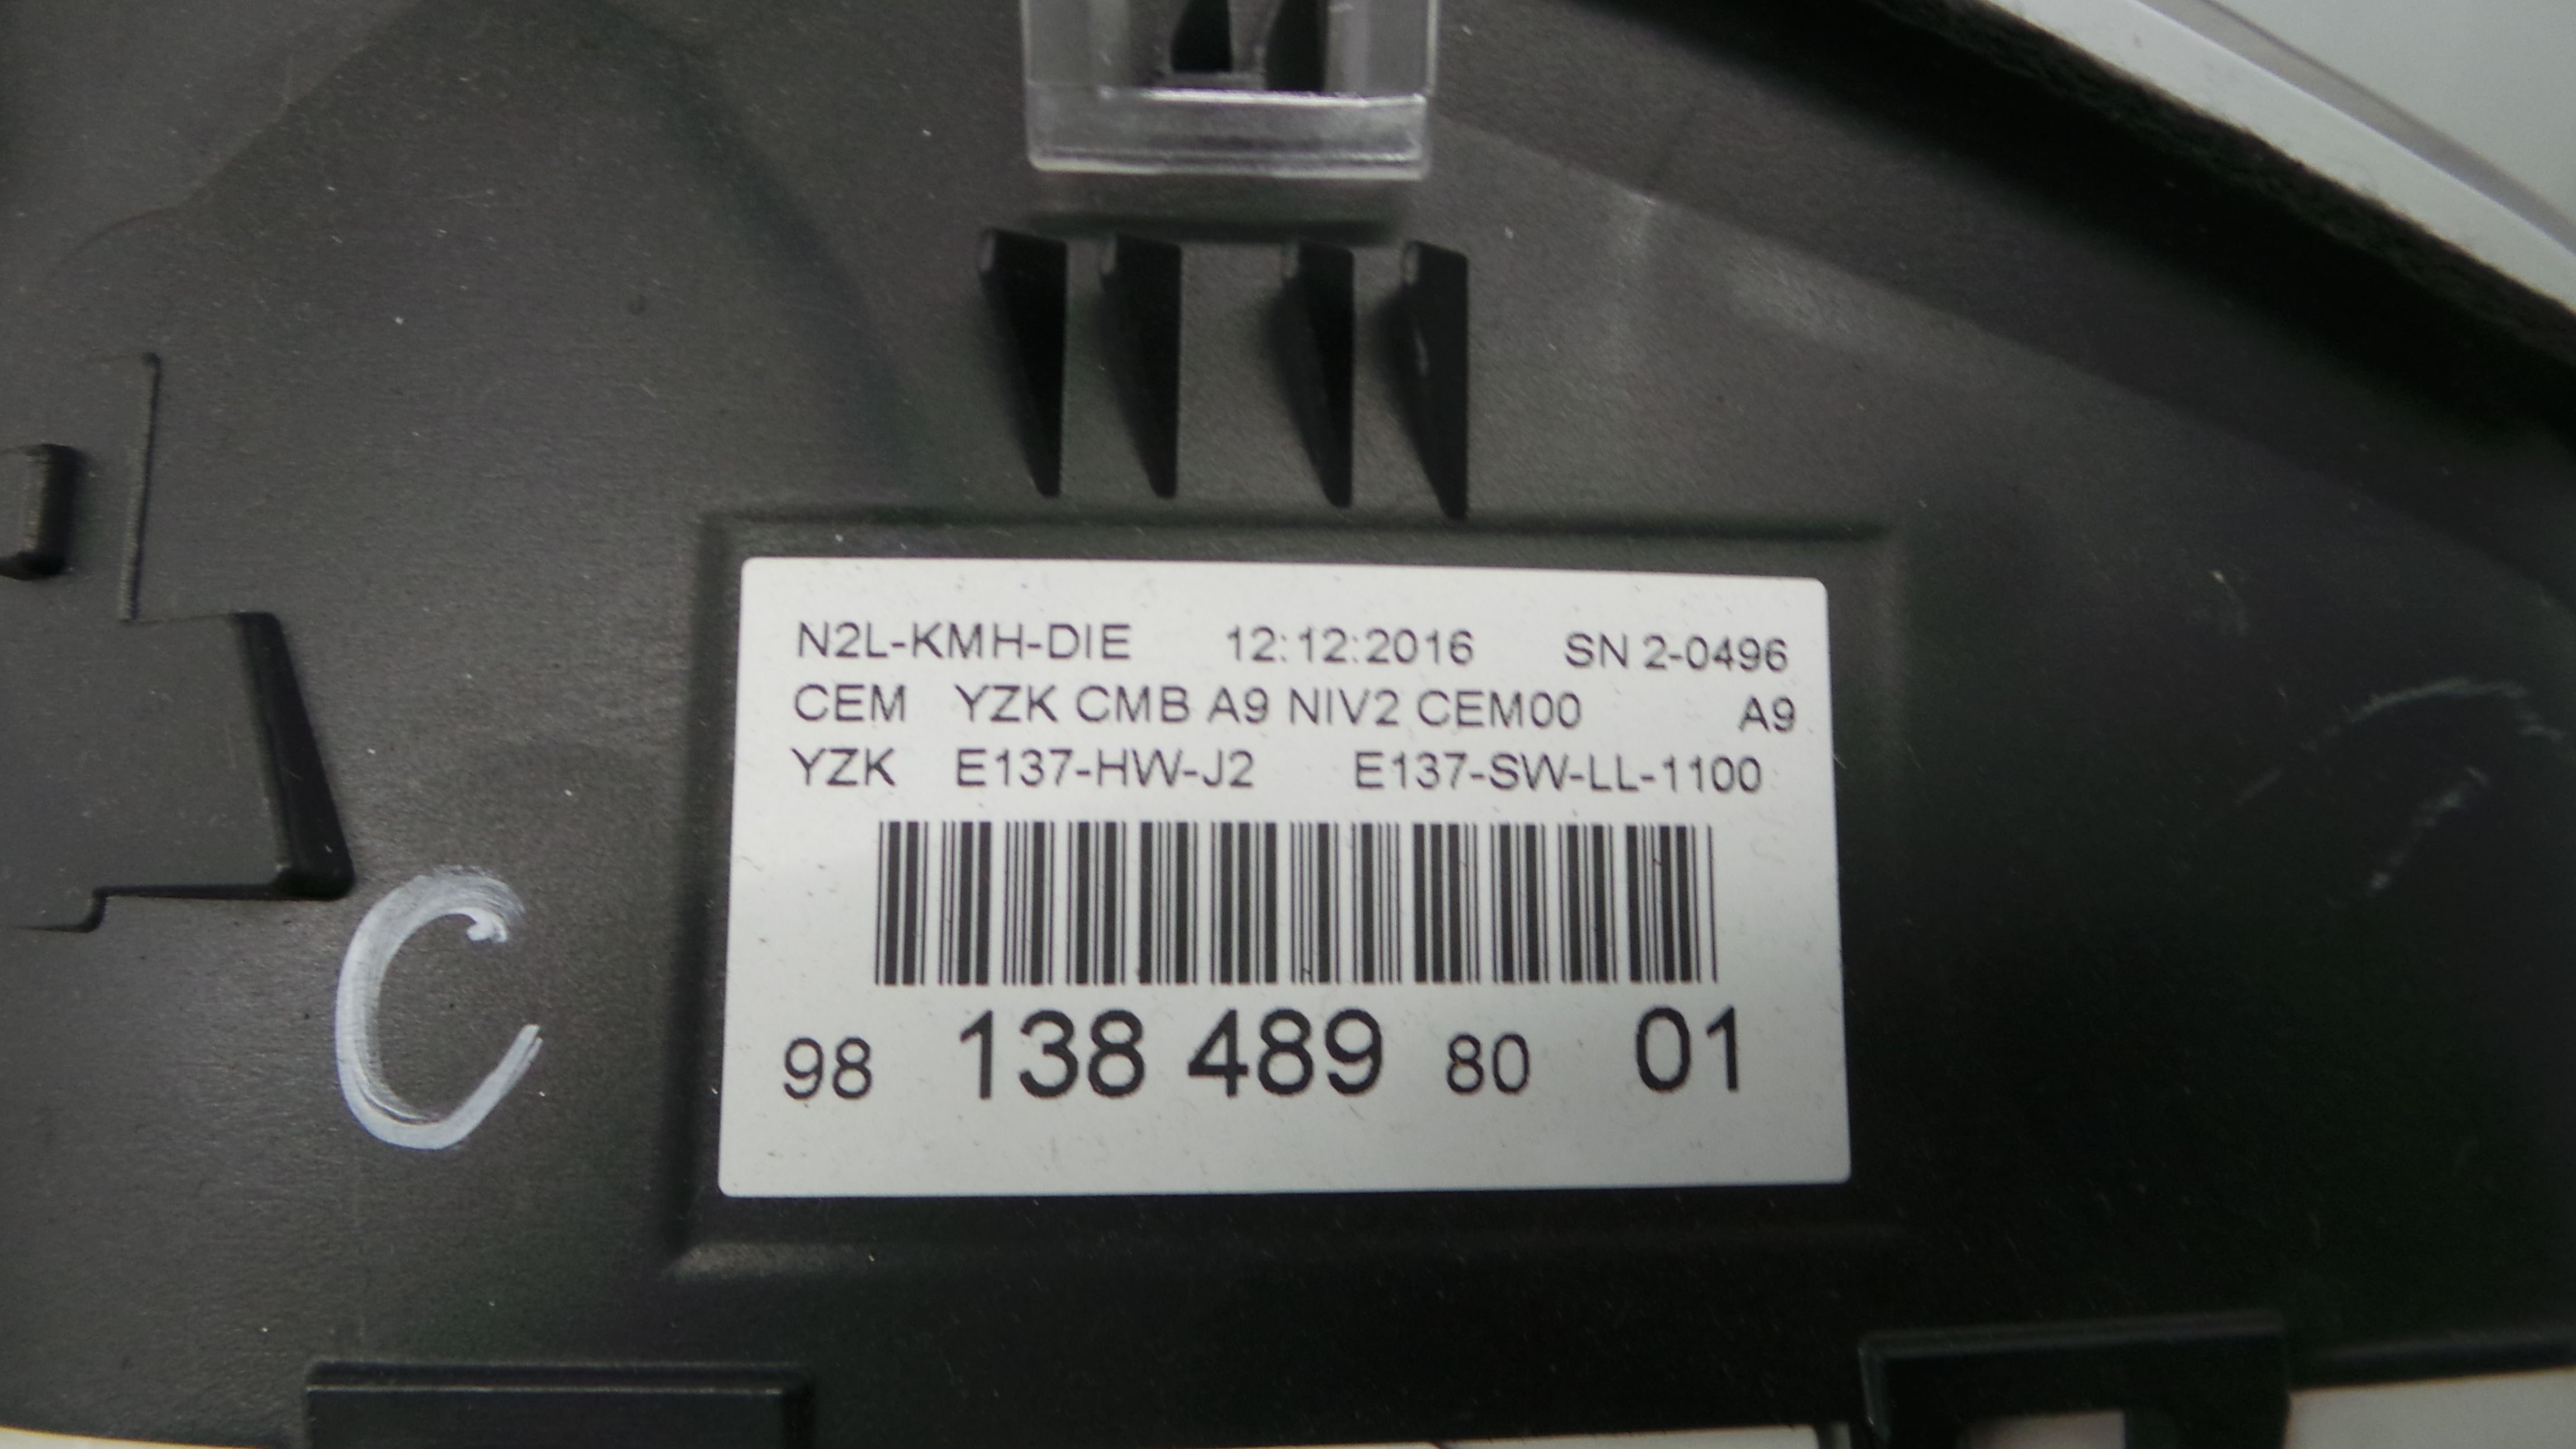 N2L-KMH-DIE 12:12:2016 SN 2-0496
CEM YZK CMB A9 NIV2 CEM00 A9
YZK E137-HW-J2 E137-SW-LL-1100
98 138 489 80 01
C